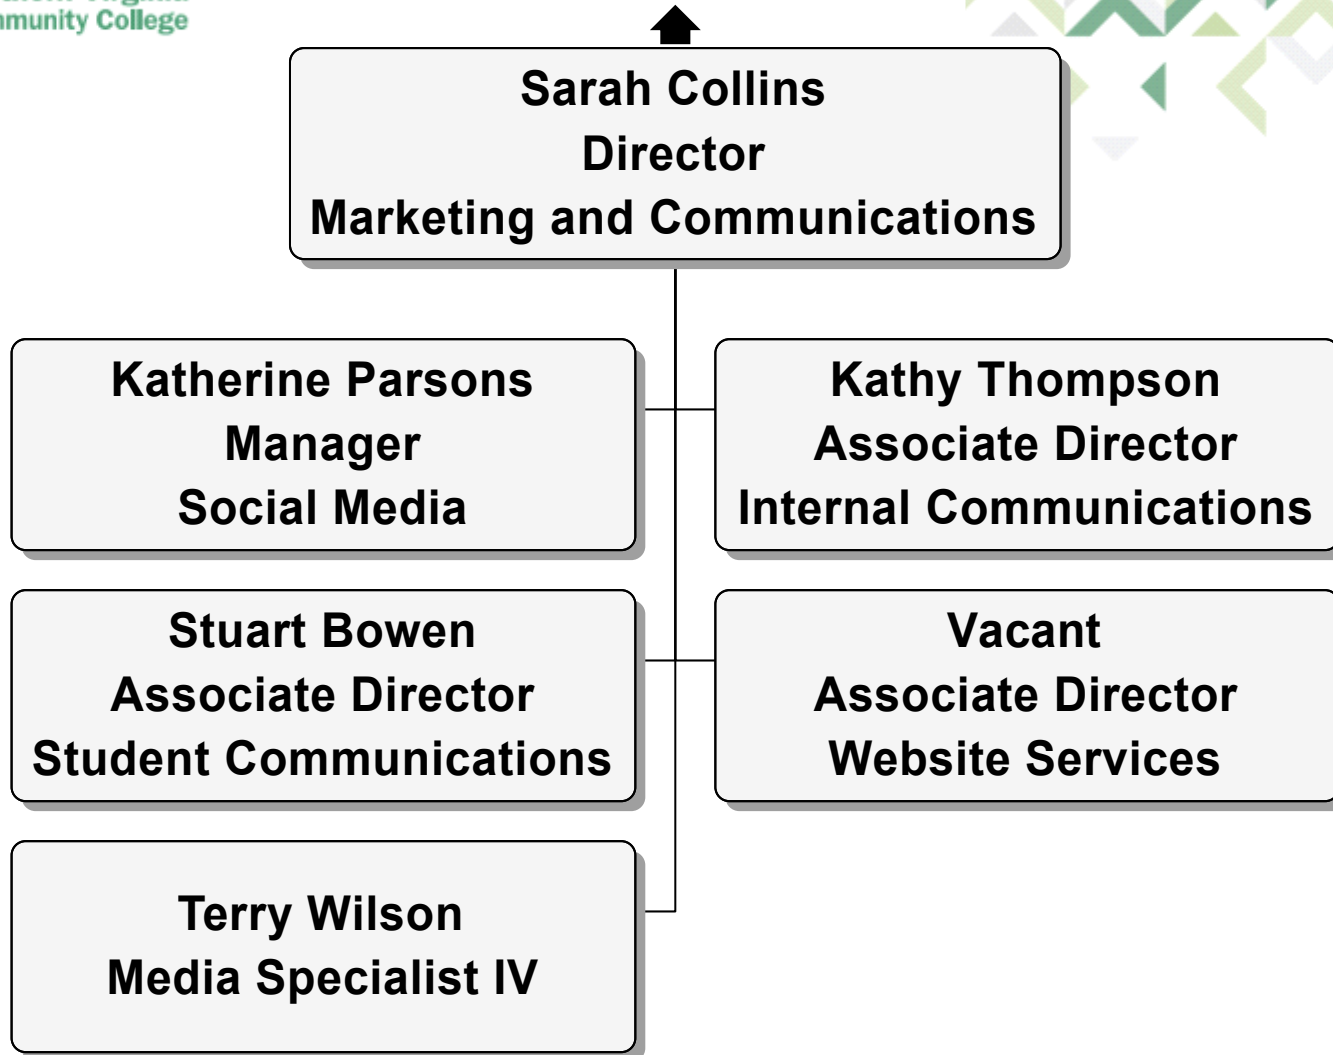 College
Sarah Collins
Director
Marketing and Communications
Katherine Parsons
Manager
Social Media
Kathy Thompson
Associate Director
Internal Communications
Stuart Bowen
Associate Director
Student Communications
Vacant
Associate Director
Website Services
Terry Wilson
Media Specialist IV